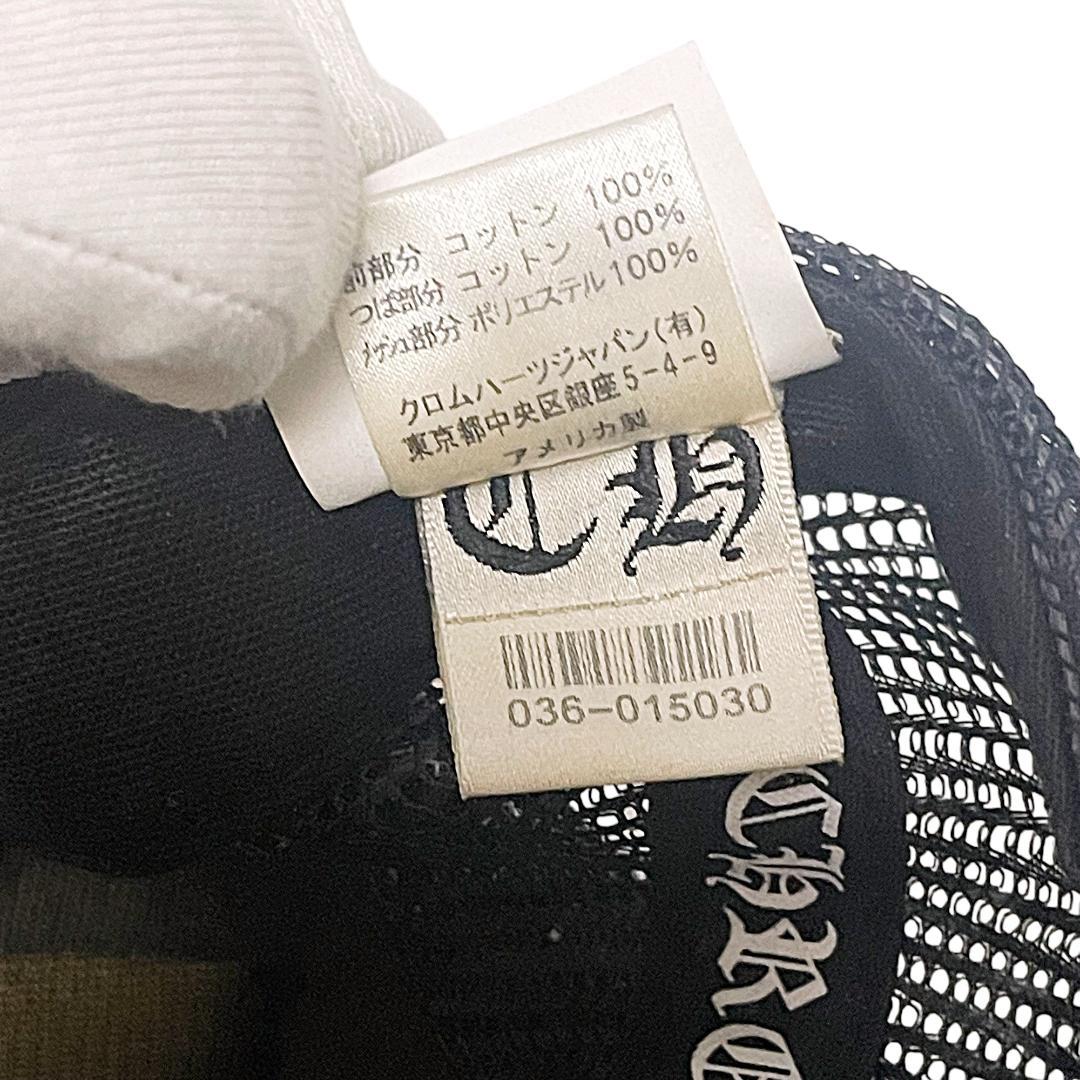 前部分 コットン 100%
つば部分 コットン 100%
メッシュ部分 ポリエステル100%
クロムハーツジャパン(有)
東京都中央区銀座5-4-9
アメリカ製
CH
036-015030
CHRO